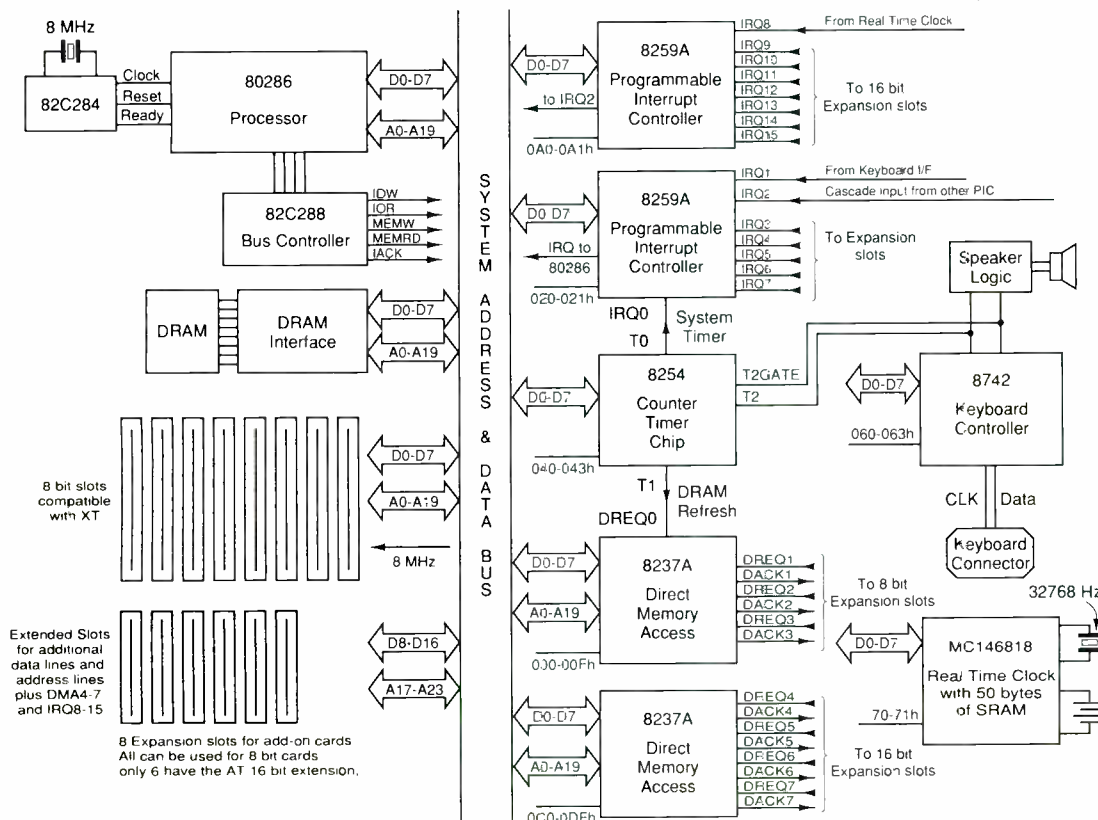 8 MHz
82C284
Clock
Reset
Ready
80286
Processor
D0-D7
A0-A19
82C288
Bus Controller
IDW
IOR
MEMW
MEMRD
IACK
DRAM
DRAM
Interface
D0-D7
A0-A19
8 bit slots
compatible
with XT
D0-D7
A0-A19
8 MHz
Extended Slots
for additional
data lines and
address lines
plus DMA4-7
and IRQ8-15
D8-D16
A17-A23
8 Expansion slots for add-on cards
All can be used for 8 bit cards
only 6 have the AT 16 bit extension.
SYSTEM ADDRESS & DATA BUS
D0-D7
to IRQ2
0A0-0A1h
8259A
Programmable
Interrupt
Controller
IRQ8
From Real Time Clock
IRQ9
IRQ10
IRQ11
IRQ12
IRQ13
IRQ14
IRQ15
To 16 bit
Expansion slots
D0-D7
IRQ to
80286
020-021h
8259A
Programmable
Interrupt
Controller
IRQ1
From Keyboard I/F
IRQ2
Cascade input from other PIC
IRQ3
IRQ4
IRQ5
IRQ6
IRQ7
To Expansion
slots
IRQ0
T0
System
Timer
D0-D7
040-043h
8254
Counter
Timer
Chip
T2GATE
T2
T1
DREQ0
DRAM
Refresh
Speaker
Logic
D0-D7
060-063h
8742
Keyboard
Controller
CLK
Data
Keyboard
Connector
D0-D7
A0-A19
000-00Fh
8237A
Direct
Memory
Access
DREQ1
DACK1
DREQ2
DACK2
DREQ3
DACK3
To 8 bit
Expansion slots
D0-D7
70-71h
MC146818
Real Time Clock
with 50 bytes
of SRAM
32768 Hz
D0-D7
A0-A19
0C0-0DFh
8237A
Direct
Memory
Access
DREQ4
DACK4
DREQ5
DACK5
DREQ6
DACK6
DREQ7
DACK7
To 16 bit
Expansion slots